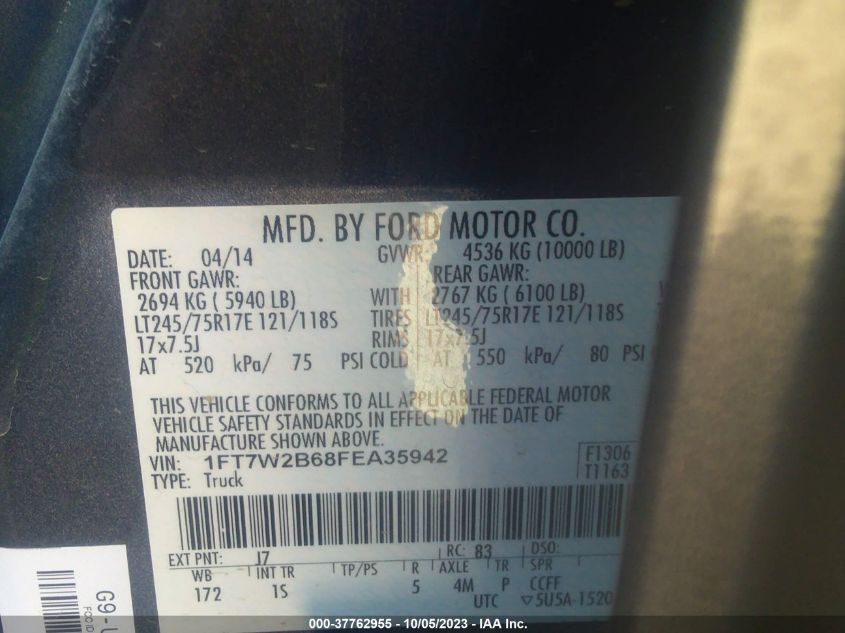 MFD. BY FORD MOTOR CO.
DATE: 04/14 GVWR: 4536 KG (10000 LB)
FRONT GAWR: REAR GAWR:
2694 KG ( 5940 LB) WITH 2767 KG ( 6100 LB)
LT245/75R17E 121/118S TIRES LT245/75R17E 121/118S
17x7.5J RIMS 17x7.5J
AT 520 kPa/ 75 PSI COLD AT 550 kPa/ 80 PSI
THIS VEHICLE CONFORMS TO ALL APPLICABLE FEDERAL MOTOR
VEHICLE SAFETY STANDARDS IN EFFECT ON THE DATE OF
MANUFACTURE SHOWN ABOVE.
VIN: 1FT7W2B68FEA35942
TYPE: Truck
F1306
T1163
EXT PNT: J7 RC: 83 DSO:
WB INT TR TP/PS R AXLE TR SPR
172 1S 5 4M P CCFF
UTC ▽5U5A-1520
G9-
FCC ID
000-37762955 - 10/05/2023 - IAA Inc.